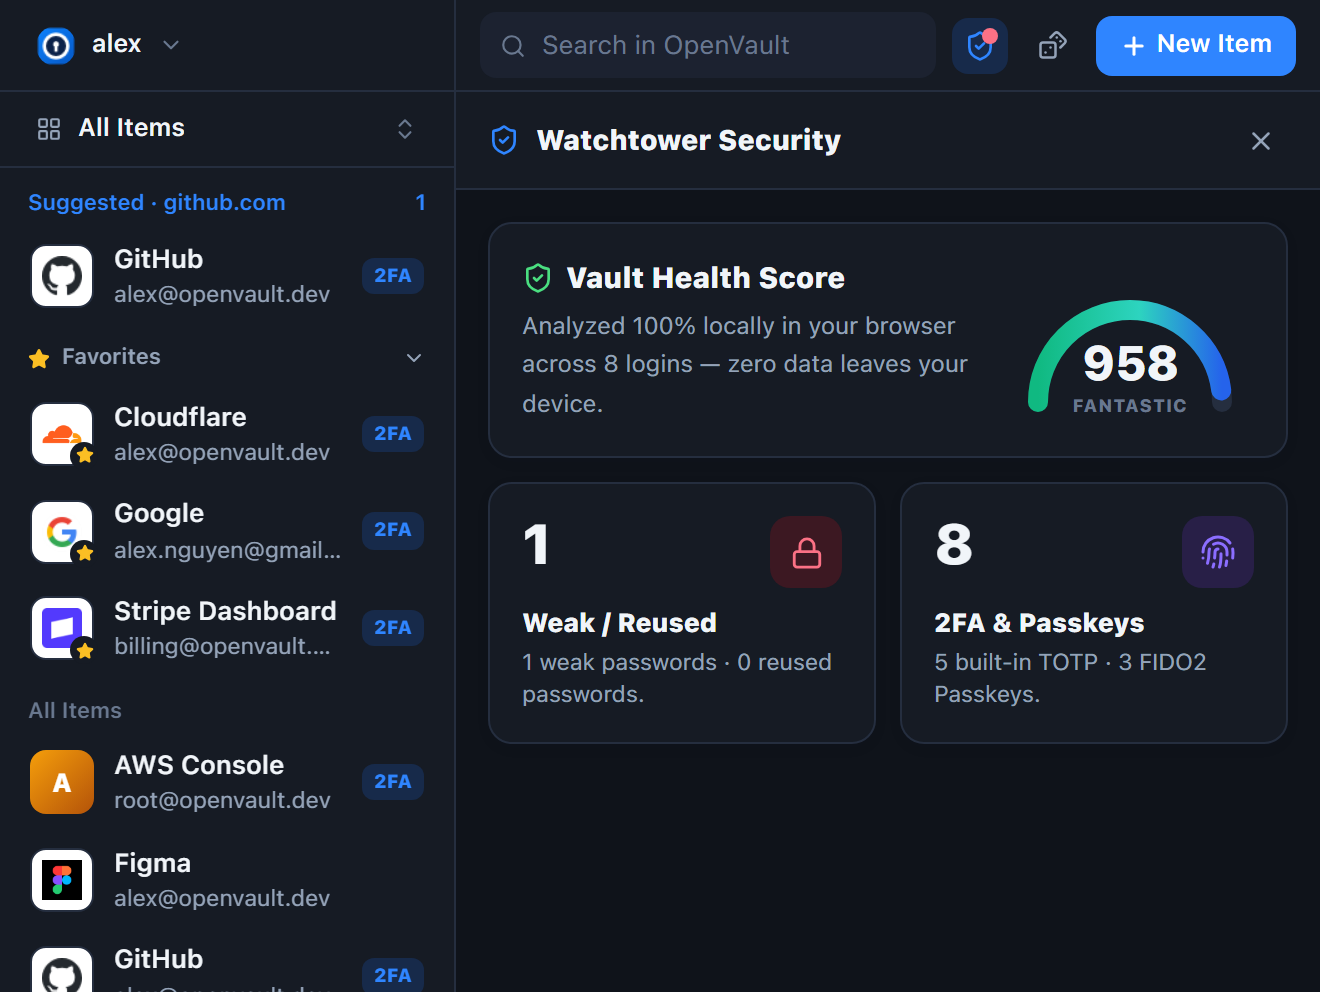 alex
Search in OpenVault
New Item
All Items
Watchtower Security
Suggested · github.com
1
GitHub
alex@openvault.dev
2FA
Favorites
Cloudflare
alex@openvault.dev
2FA
Google
alex.nguyen@gmail...
2FA
Stripe Dashboard
billing@openvault....
2FA
All Items
A
AWS Console
root@openvault.dev
2FA
Figma
alex@openvault.dev
GitHub
2FA
Vault Health Score
Analyzed 100% locally in your browser
across 8 logins — zero data leaves your
device.
958
FANTASTIC
1
Weak / Reused
1 weak passwords · 0 reused
passwords.
8
2FA & Passkeys
5 built-in TOTP · 3 FIDO2
Passkeys.